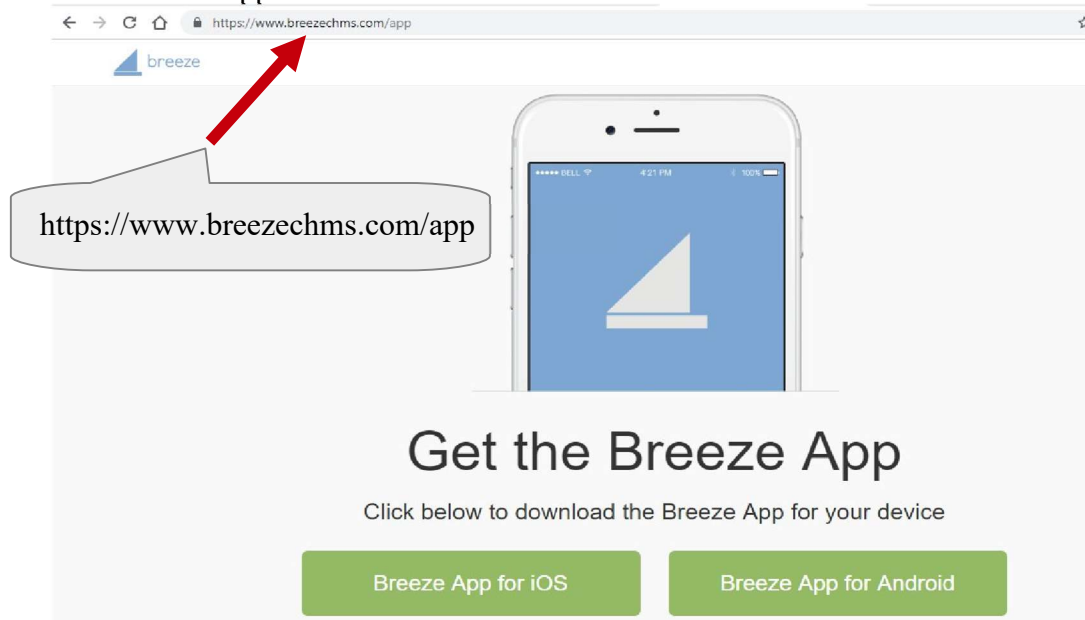 https://www.breezechms.com/app
breeze
BELL 4:21 PM 100%
https://www.breezechms.com/app
Get the Breeze App
Click below to download the Breeze App for your device
Breeze App for iOS
Breeze App for Android